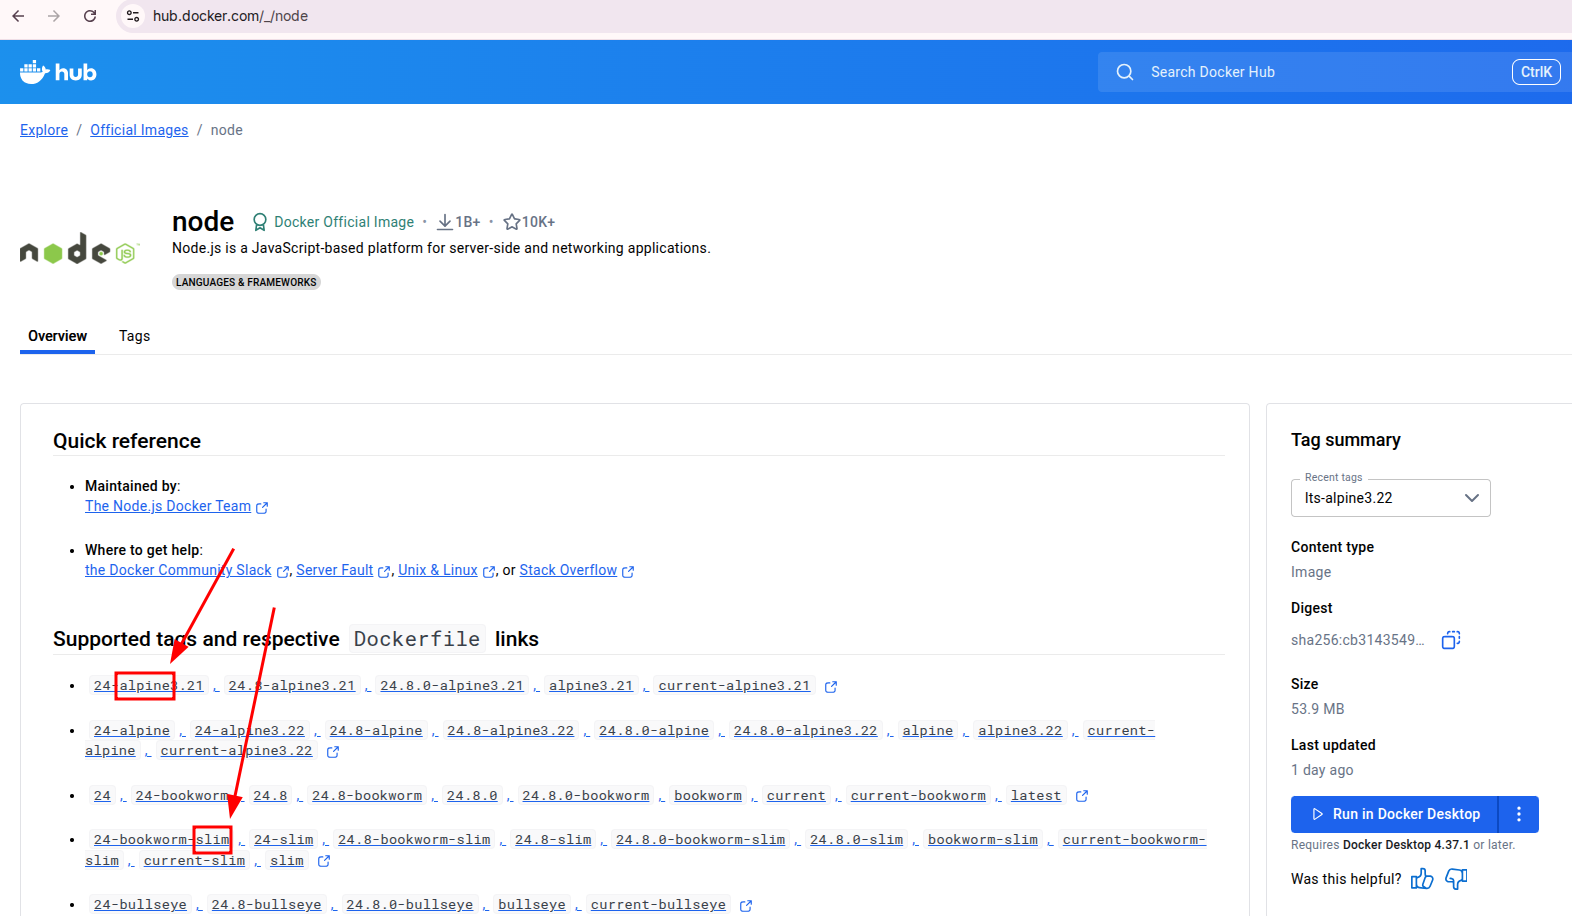 hub.docker.com/_/node
hub
Search Docker Hub
CtrlK
Explore / Official Images / node
node
Docker Official Image • 1B+ • 10K+
Node.js is a JavaScript-based platform for server-side and networking applications.
LANGUAGES & FRAMEWORKS
Overview Tags
Quick reference
• Maintained by:
The Node.js Docker Team
• Where to get help:
the Docker Community Slack, Server Fault, Unix & Linux, or Stack Overflow
Supported tags and respective Dockerfile links
• 24-alpine3.21, 24.8-alpine3.21, 24.8.0-alpine3.21, alpine3.21, current-alpine3.21
• 24-alpine, 24-alpine3.22, 24.8-alpine, 24.8-alpine3.22, 24.8.0-alpine, 24.8.0-alpine3.22, alpine, alpine3.22, current-
alpine, current-alpine3.22
• 24, 24-bookworm, 24.8, 24.8-bookworm, 24.8.0, 24.8.0-bookworm, bookworm, current, current-bookworm, latest
• 24-bookworm-slim, 24-slim, 24.8-bookworm-slim, 24.8-slim, 24.8.0-bookworm-slim, 24.8.0-slim, bookworm-slim, current-bookworm-
slim, current-slim, slim
• 24-bullseye, 24.8-bullseye, 24.8.0-bullseye, bullseye, current-bullseye
Tag summary
Recent tags
lts-alpine3.22
Content type
Image
Digest
sha256:cb3143549...
Size
53.9 MB
Last updated
1 day ago
Run in Docker Desktop
Requires Docker Desktop 4.37.1 or later.
Was this helpful?